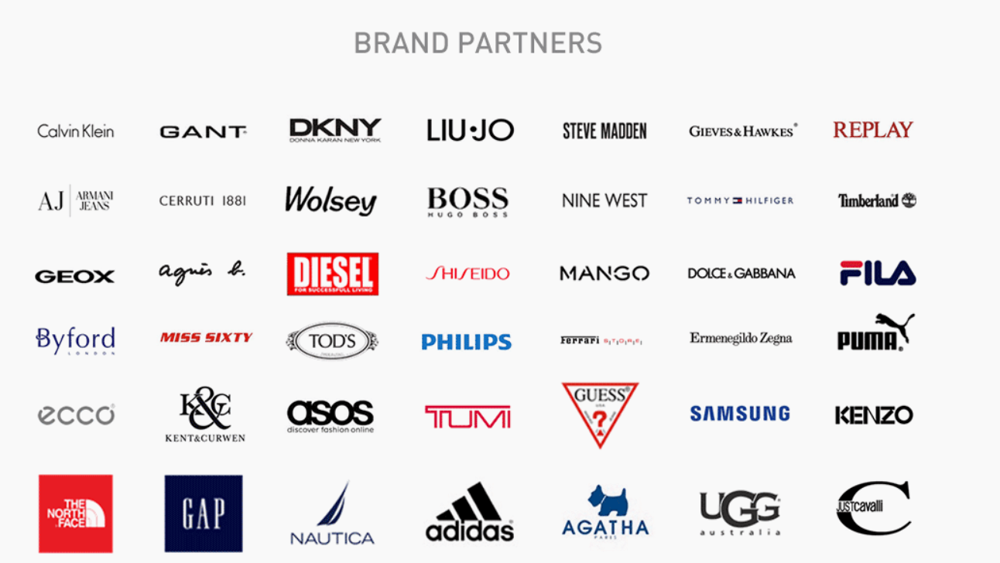 BRAND PARTNERS
Calvin Klein
GANT
DKNY
DONNA KARAN NEW YORK
LIU·JO
STEVE MADDEN
GIEVES & HAWKES®
REPLAY
AJ | ARMANI
JEANS
CERRUTI 1881
Wolsey
BOSS
HUGO BOSS
NINE WEST
TOMMY HILFIGER
Timberland
GEOX
agnès b.
DIESEL
FOR SUCCESSFULL LIVING
SHISEIDO
MANGO
DOLCE & GABBANA
FILA
Byford
LONDON
MISS SIXTY
TOD'S
PHILIPS
Ferrari STORE
Ermenegildo Zegna
PUMA®
ecco®
K&C
KENT&CURWEN
asos
discover fashion online
TUMI
GUESS®
USA
?
SAMSUNG
KENZO
THE
NORTH
FACE
GAP
NAUTICA
adidas
AGATHA
PARIS
UGG
australia
C
JUSTcavalli